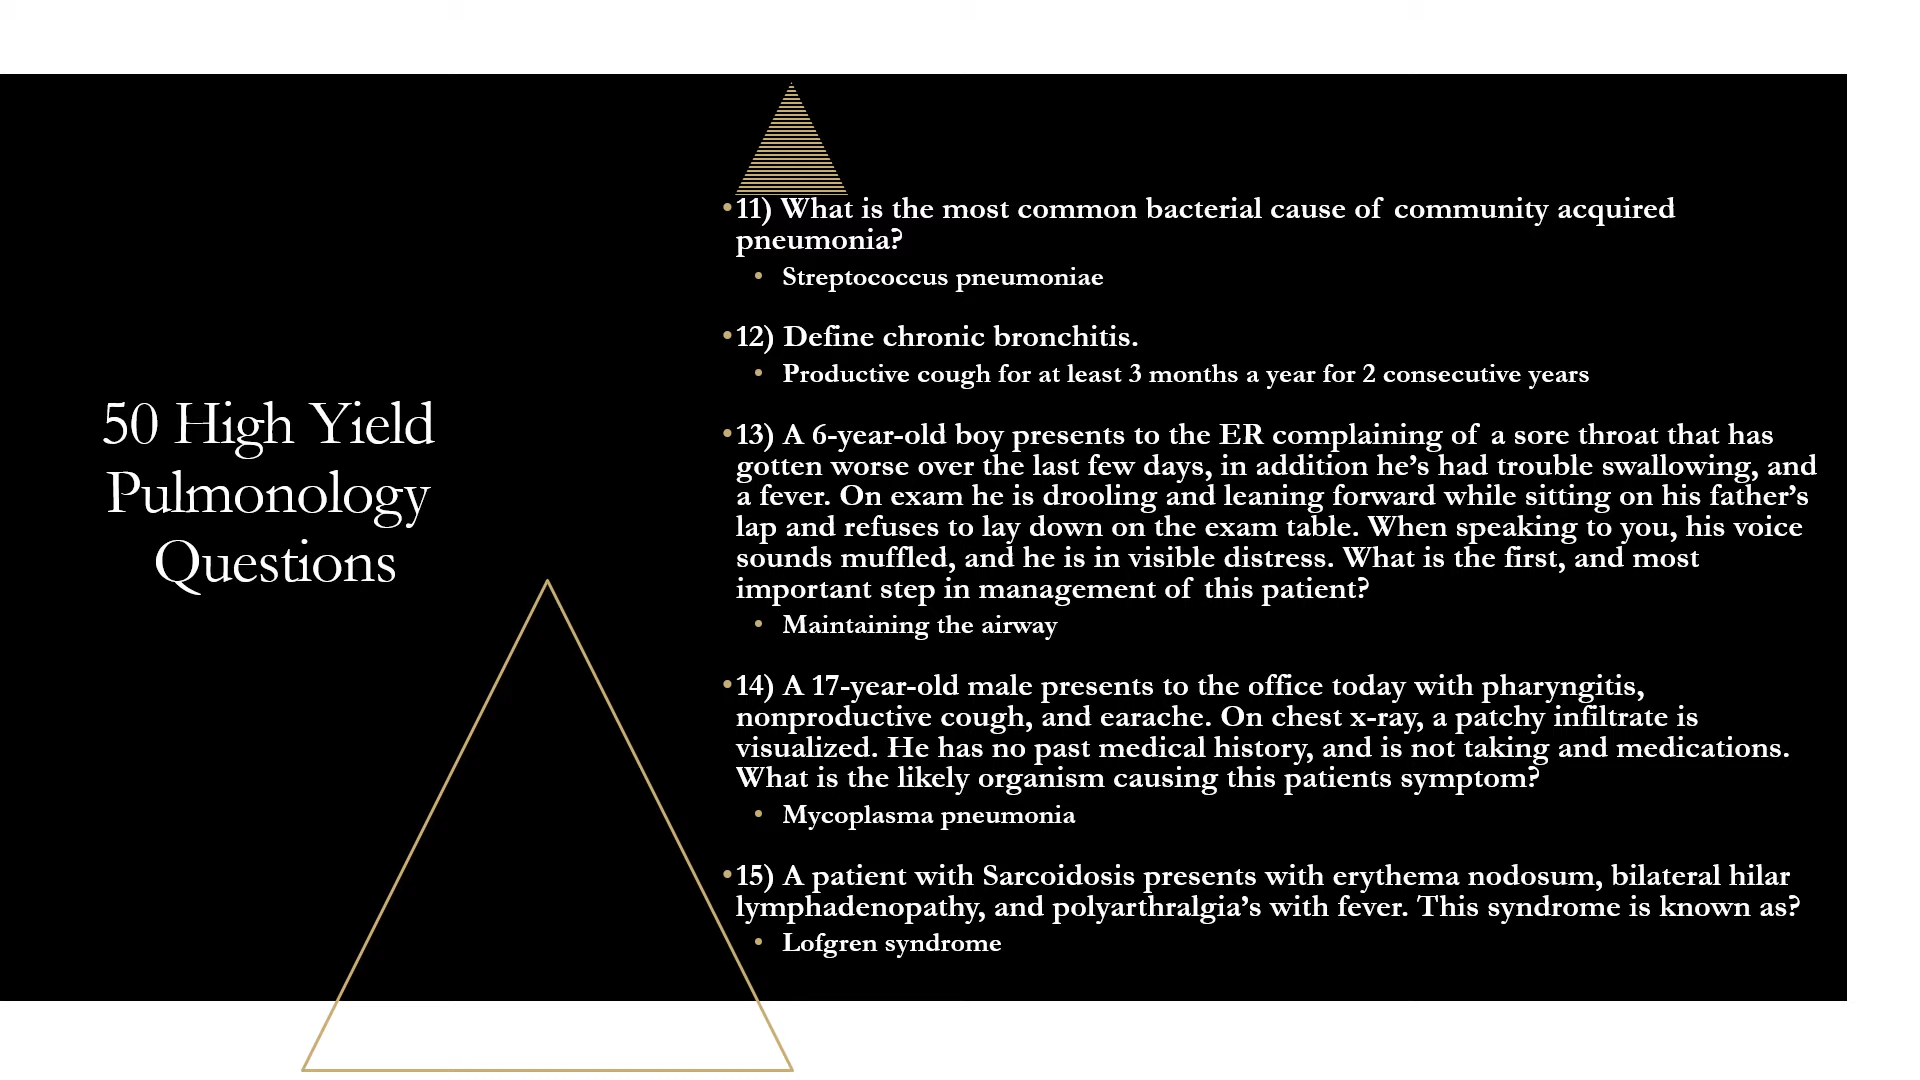 50 High Yield
Pulmonology
Questions
•11) What is the most common bacterial cause of community acquired
pneumonia?
• Streptococcus pneumoniae
•12) Define chronic bronchitis.
• Productive cough for at least 3 months a year for 2 consecutive years
•13) A 6-year-old boy presents to the ER complaining of a sore throat that has
gotten worse over the last few days, in addition he’s had trouble swallowing, and
a fever. On exam he is drooling and leaning forward while sitting on his father’s
lap and refuses to lay down on the exam table. When speaking to you, his voice
sounds muffled, and he is in visible distress. What is the first, and most
important step in management of this patient?
• Maintaining the airway
•14) A 17-year-old male presents to the office today with pharyngitis,
nonproductive cough, and earache. On chest x-ray, a patchy infiltrate is
visualized. He has no past medical history, and is not taking and medications.
What is the likely organism causing this patients symptom?
• Mycoplasma pneumonia
•15) A patient with Sarcoidosis presents with erythema nodosum, bilateral hilar
lymphadenopathy, and polyarthralgia’s with fever. This syndrome is known as?
• Lofgren syndrome